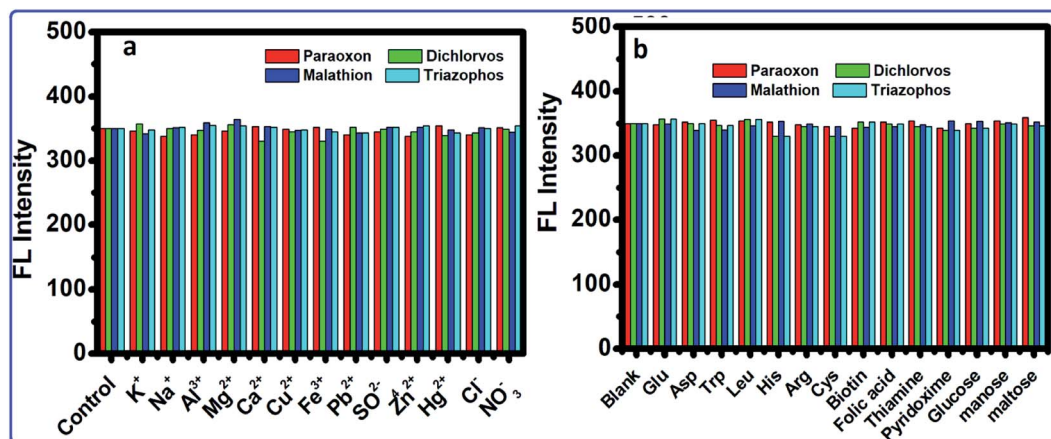 a
Paraoxon
Dichlorvos
Malathion
Triazophos
FL Intensity
500
400
300
200
100
0
Control
K⁺
Na⁺
Al³⁺
Mg²⁺
Ca²⁺
Cu²⁺
Fe³⁺
Pb²⁺
SO²⁻
Zn²⁺
Hg²⁺
Cl⁻
NO⁻₃
b
Paraoxon
Dichlorvos
Malathion
Triazophos
FL Intensity
500
400
300
200
100
0
Blank
Glu
Asp
Trp
Leu
His
Arg
Cys
Biotin
Folic acid
Thianine
Pyridoxime
Glucose
manose
maltose